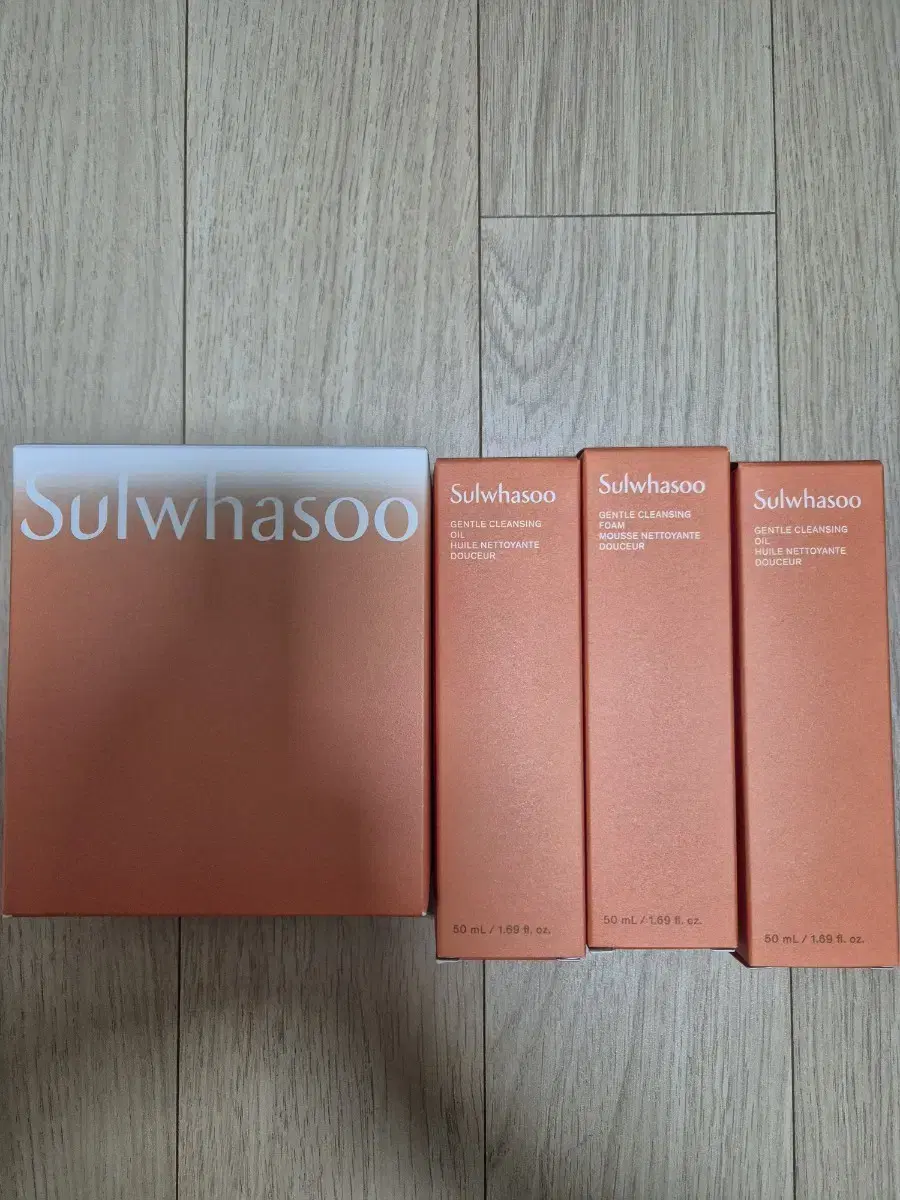 Sulwhasoo
Sulwhasoo
GENTLE CLEANSING
OIL
HUILE NETTOYANTE
DOUCEUR
50 mL / 1.69 fl. oz.
Sulwhasoo
GENTLE CLEANSING
FOAM
MOUSSE NETTOYANTE
DOUCEUR
50 mL / 1.69 fl. oz.
Sulwhasoo
GENTLE CLEANSING
OIL
HUILE NETTOYANTE
DOUCEUR
50 mL / 1.69 fl. oz.